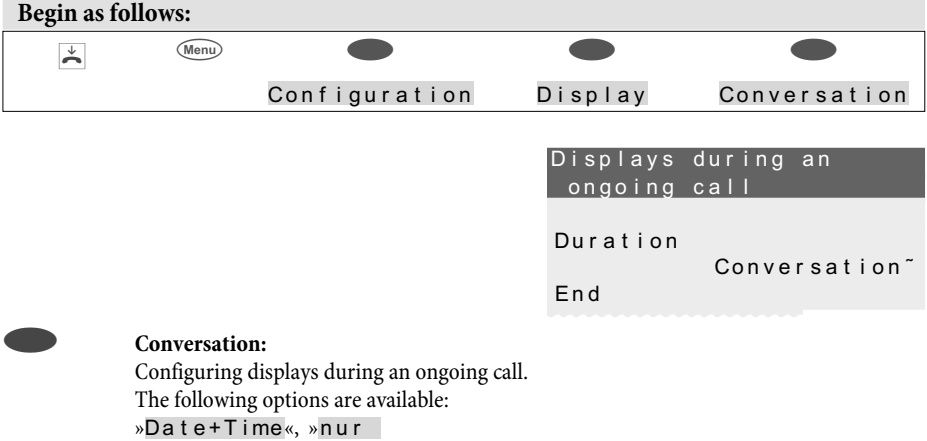 Begin as follows:
Menu
Configuration Display Conversation
Displays during an
ongoing call
Duration
Conversation˜
End
Conversation:
Configuring displays during an ongoing call.
The following options are available:
»Date+Time«, »nur